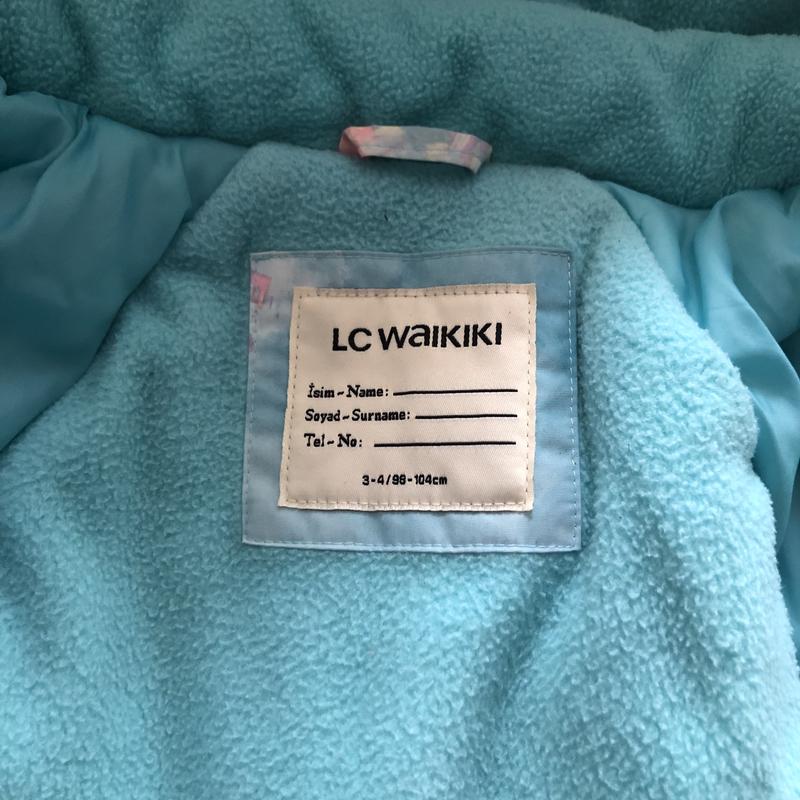 LC WAIKIKI
İsim-Name:
Soyad-Surname:
Tel-No:
3-4/98-104cm